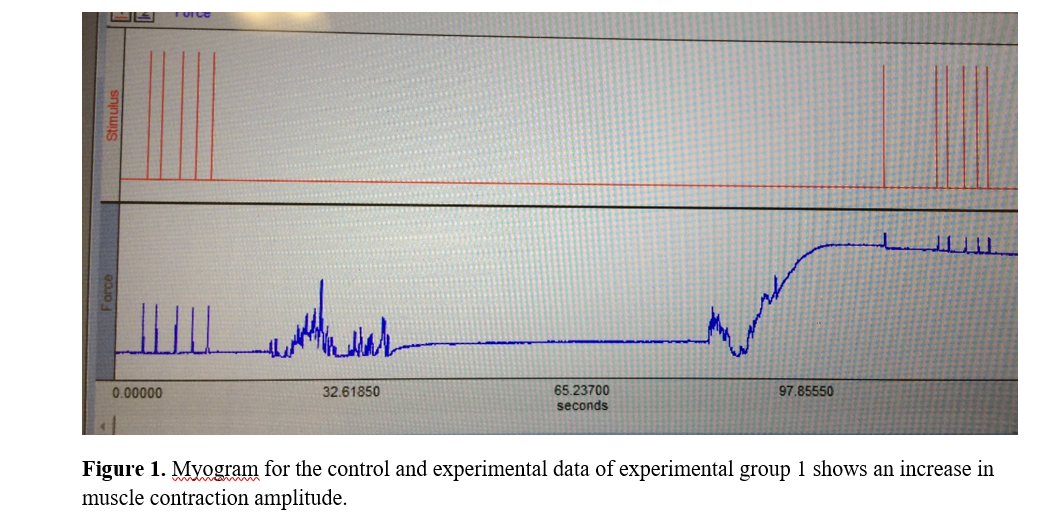 Force
Stimulus
Force
0.00000 32.61850 65.23700 97.85550
seconds
Figure 1. Myogram for the control and experimental data of experimental group 1 shows an increase in
muscle contraction amplitude.